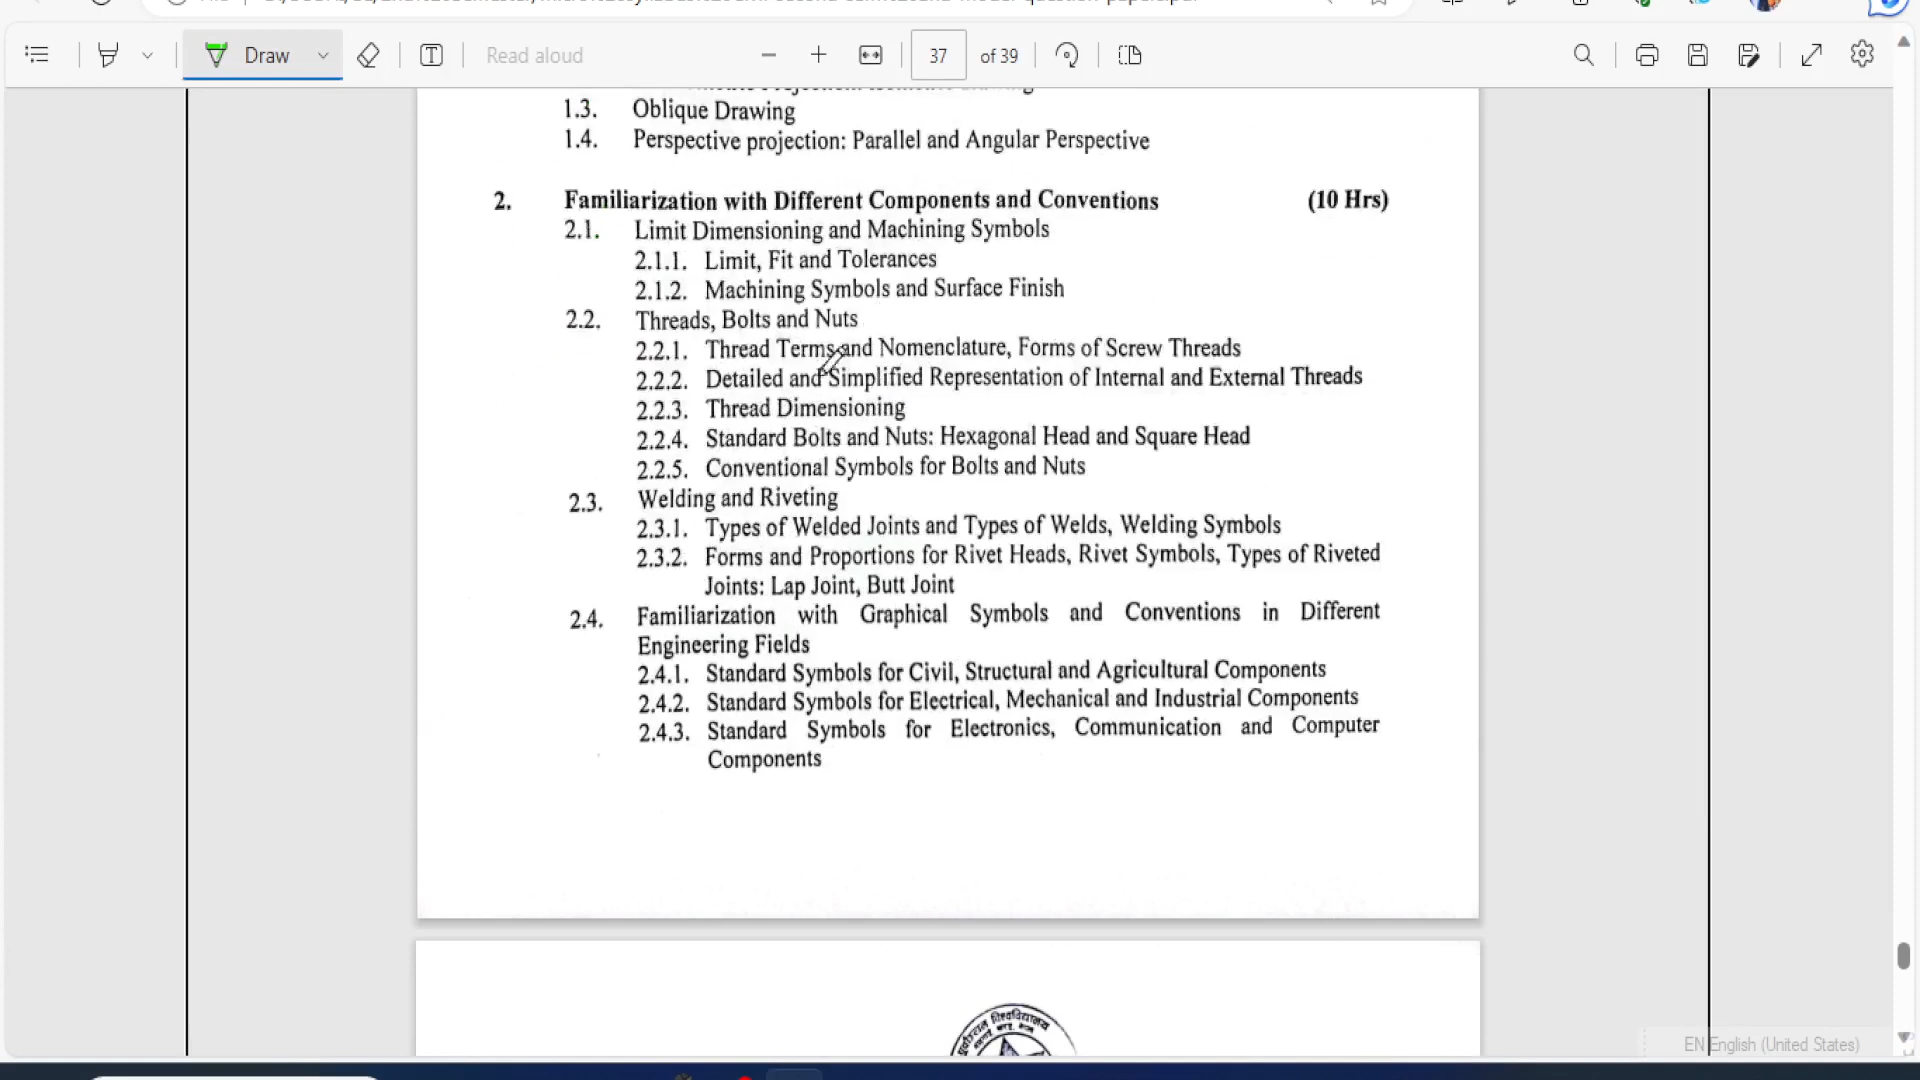 Draw
Read aloud
37
of 39
1.3. Oblique Drawing
1.4. Perspective projection: Parallel and Angular Perspective
2. Familiarization with Different Components and Conventions (10 Hrs)
2.1. Limit Dimensioning and Machining Symbols
2.1.1. Limit, Fit and Tolerances
2.1.2. Machining Symbols and Surface Finish
2.2. Threads, Bolts and Nuts
2.2.1. Thread Terms and Nomenclature, Forms of Screw Threads
2.2.2. Detailed and Simplified Representation of Internal and External Threads
2.2.3. Thread Dimensioning
2.2.4. Standard Bolts and Nuts: Hexagonal Head and Square Head
2.2.5. Conventional Symbols for Bolts and Nuts
2.3. Welding and Riveting
2.3.1. Types of Welded Joints and Types of Welds, Welding Symbols
2.3.2. Forms and Proportions for Rivet Heads, Rivet Symbols, Types of Riveted
Joints: Lap Joint, Butt Joint
2.4. Familiarization with Graphical Symbols and Conventions in Different
Engineering Fields
2.4.1. Standard Symbols for Civil, Structural and Agricultural Components
2.4.2. Standard Symbols for Electrical, Mechanical and Industrial Components
2.4.3. Standard Symbols for Electronics, Communication and Computer
Components
EN English (United States)